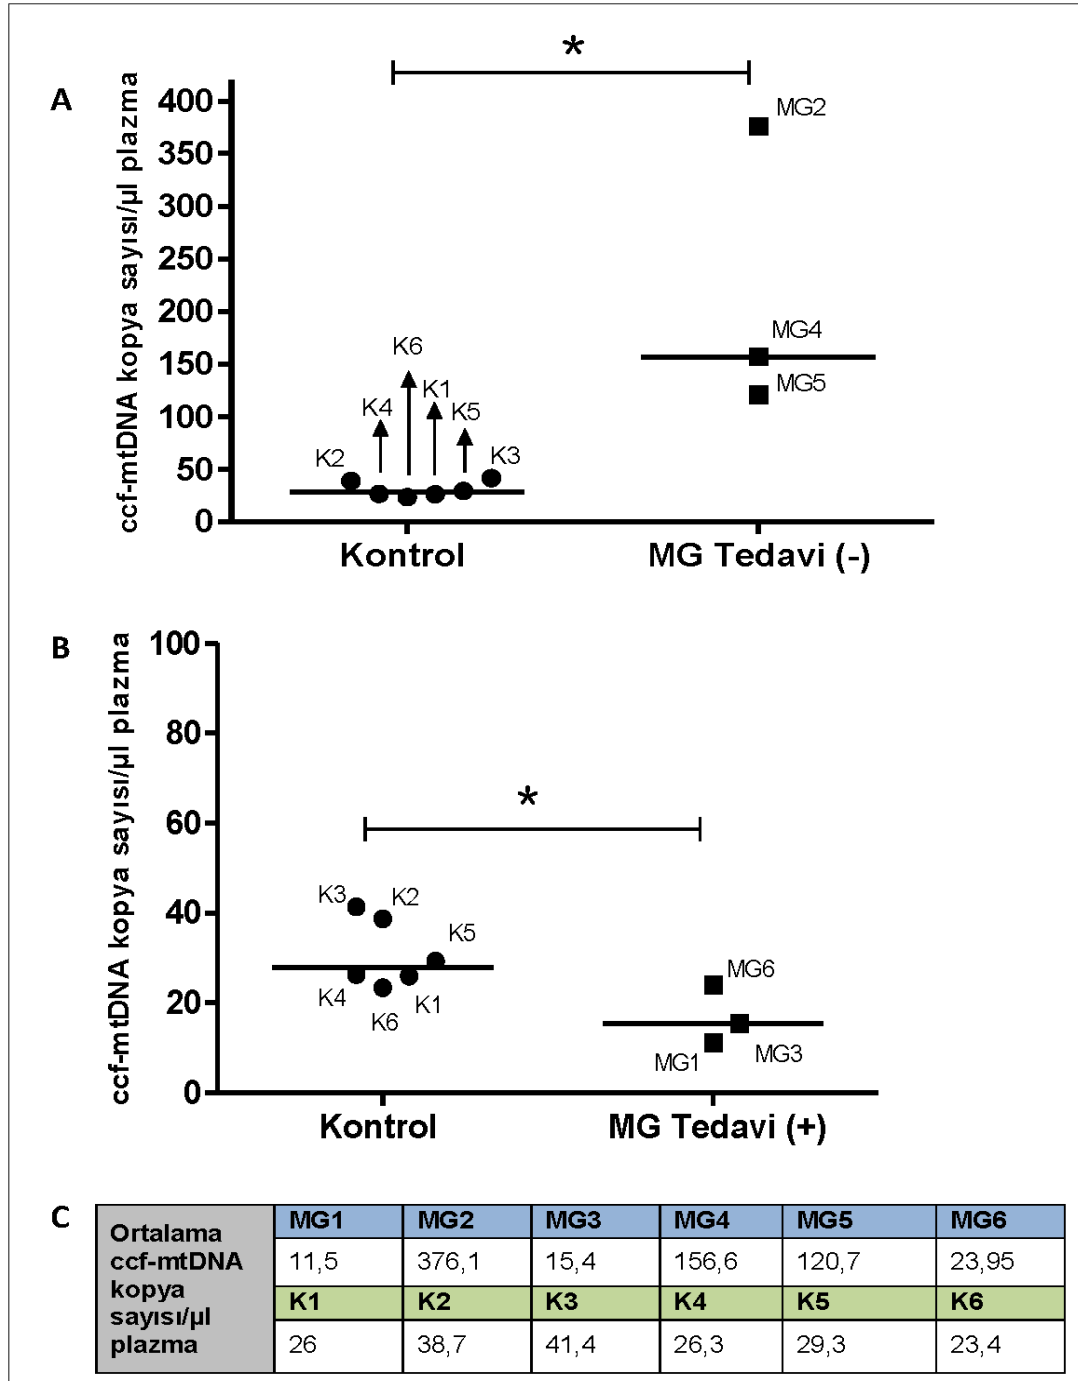 *
A
ccf-mtDNA kopya sayısı/µl plazma
400
350
300
250
200
150
100
50
0
MG2
MG4
MG5
K6
K4
K1
K5
K2
K3
Kontrol
MG Tedavi (-)
B
ccf-mtDNA kopya sayısı/µl plazma
100
80
60
40
20
0
*
K3
K2
K5
K4
K1
K6
MG6
MG1
MG3
Kontrol
MG Tedavi (+)
C
Ortalama
ccf-mtDNA
kopya
sayısı/µl
plazma
MG1 MG2 MG3 MG4 MG5 MG6
11,5 376,1 15,4 156,6 120,7 23,95
K1 K2 K3 K4 K5 K6
26 38,7 41,4 26,3 29,3 23,4